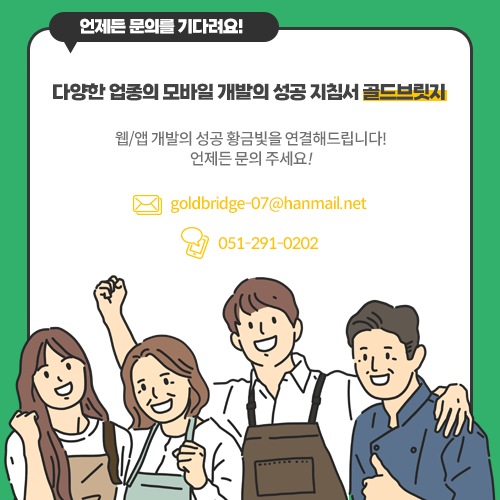 언제든 문의를 기다려요!
다양한 업종의 모바일 개발의 성공 지침서 골드브릿지
웹/앱 개발의 성공 황금빛을 연결해드립니다!
언제든 문의 주세요!
goldbridge-07@hanmail.net
051-291-0202